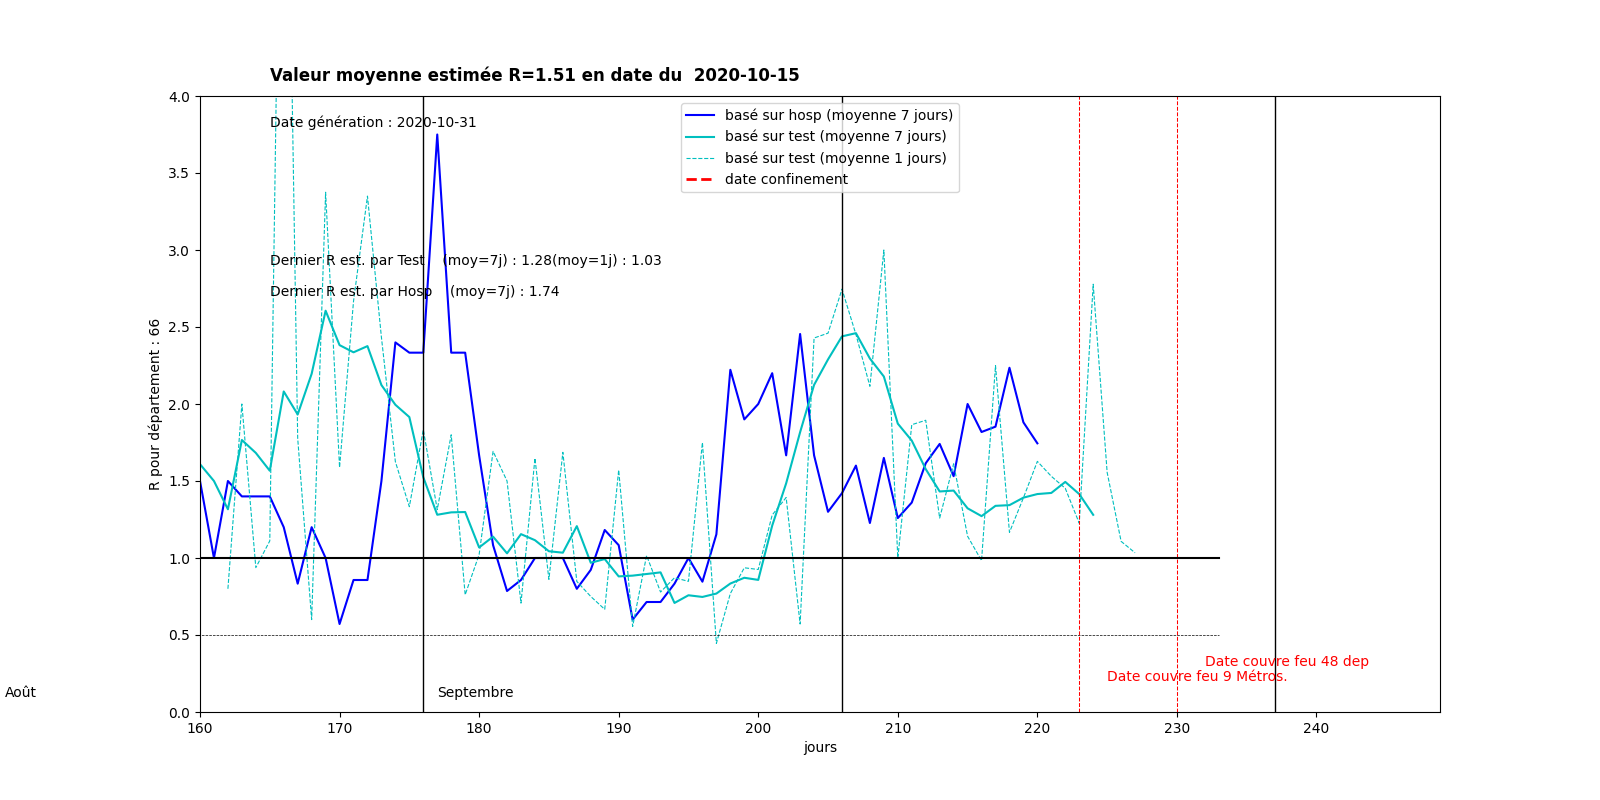 Valeur moyenne estimée R=1.51 en date du  2020-10-15
4.0
3.5
3.0
2.5
2.0
1.5
1.0
0.5
0.0
R pour département : 66
Date génération : 2020-10-31
basé sur hosp (moyenne 7 jours)
basé sur test (moyenne 7 jours)
basé sur test (moyenne 1 jours)
date confinement
Dernier R est. par Test    (moy=7j) : 1.28(moy=1j) : 1.03
Dernier R est. par Hosp    (moy=7j) : 1.74
Date couvre feu 48 dep
Date couvre feu 9 Métros.
Août
Septembre
160 170 180 190 200 210 220 230 240
jours